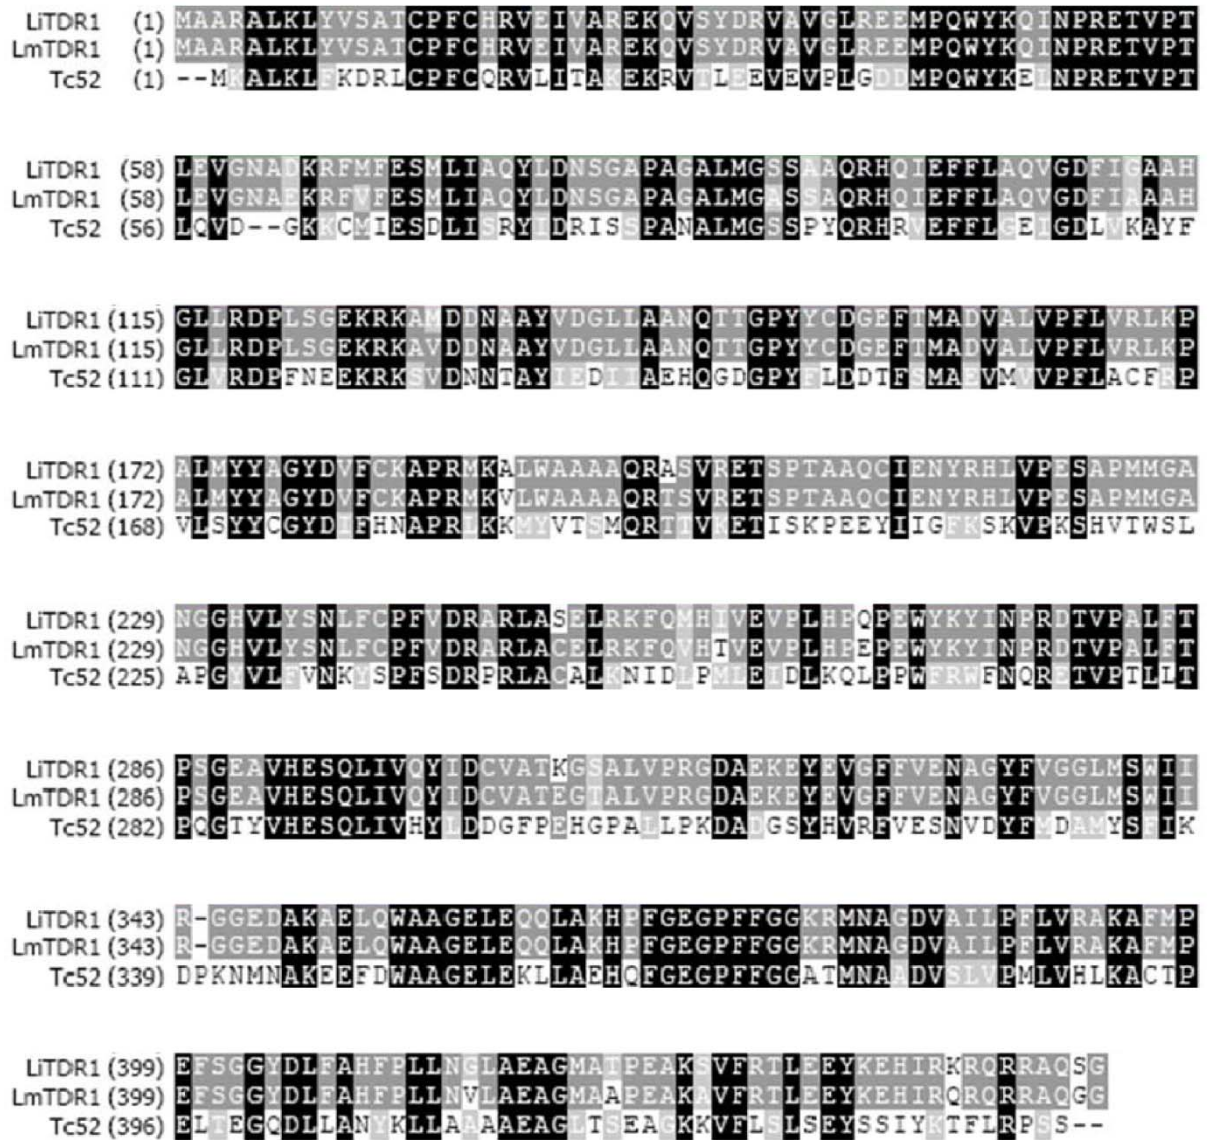 LiTDR1 (1) MAARALKLYVSATCPFCHRVEIVAREKQVSYDRVAVGLREEMPQWYKQINPRETVPT
LmTDR1 (1) MAARALKLYVSATCPFCHRVEIVAREKQVSYDRVAVGLREEMPQWYKQINPRETVPT
Tc52 (1) --MKALKLFKDRLCPFCQRVLITAKEKRVTLEEVEVPLGDDMPQWYKELNPRETVPT
LiTDR1 (58) LEVGNADKRFMFESMLIAQYLDNSGAPAGALMGSSAAQRHQIEFFLAQVGDFIGAAH
LmTDR1 (58) LEVGNAEKRFVFESMLIAQYLDNSGAPAGALMGASSAQRHQIEFFLAQVGDFIAAAH
Tc52 (56) LQVD--GKKCMIESDLISRYIDRISSPANALMGSSPYQRHRVEFFLGEIGDLVKAYF
LiTDR1 (115) GLLRDPLSGEKRKAMDDNAAYVDGLLAANQTTGPYYCDGEFTMADVALVPFLVRLKP
LmTDR1 (115) GLLRDPLSGEKRKAVDDNAAYVDGLLAANQTTGPYYCDGEFTMADVALVPFLVRLKP
Tc52 (111) GLVRDPFNEEKRKSVDNNTAYIEDIIAEHQGDGPYFLDDTFSMAEVMVVPFLACFRP
LiTDR1 (172) ALMYYAGYDVFCKAPRMKALWAAAAQRASVRETSPTAAQCIENYRHLVPESAPMMGA
LmTDR1 (172) ALMYYAGYDVFCKAPRMKVLWAAAAQRTSVRETSPTAAQCIENYRHLVPESAPMMGA
Tc52 (168) VLSYYCGYDIFHNAPRLKKMYVTSMQRTTVKETISKPEEYIIGFKSKVPKSHVTWSL
LiTDR1 (229) NGGHVLYSNLFCPFVDRARLASELRKFQMHIVEVPLHPQPEWYKYINPRDTVPALFT
LmTDR1 (229) NGGHVLYSNLFCPFVDRARLACELRKFQVHTVEVPLHPEPEWYKYINPRDTVPALFT
Tc52 (225) APGYVLFVNKYSPFSDRPRLACALKNIDLPMLEIDLKQLPPWFRWFNQRETVPTLLT
LiTDR1 (286) PSGEAVHESQLIVQYIDCVATKGSALVPRGDAEKEYEVGFFVENAGYFVGGLMSWII
LmTDR1 (286) PSGEAVHESQLIVQYIDCVATEGTALVPRGDAEKEYEVGFFVENAGYFVGGLMSWII
Tc52 (282) PQGTYVHESQLIVHYLDDGFPEHGPALLPKDADGSYHVRFVESNVDYFMDAMYSFIK
LiTDR1 (343) R-GGEDAKAELQWAAGELEQQLAKHPFGEGPFFGGKRMNAGDVAILPFLVRAKAFMP
LmTDR1 (343) R-GGEDAKAELQWAAGELEQQLAKHPFGEGPFFGGKRMNAGDVAILPFLVRAKAFMP
Tc52 (339) DPKNMNAKEEFDWAAGELEKLLAEHQFGEGPFFGGATMNAADVSLVPMLVHLKACTP
LiTDR1 (399) EFSGGYDLFAHFPLLNGLAEAGMATPEAKSVFRTLEEYKEHIRKRQRRAQSG
LmTDR1 (399) EFSGGYDLFAHFPLLNVLAEAGMAAPEAKAVFRTLEEYKEHIRQRQRRAQGG
Tc52 (396) ELTEGQDLLANYKLLAAAAEAGLTSEAGKKVFLSLSEYSSIYKTFLRPSS--